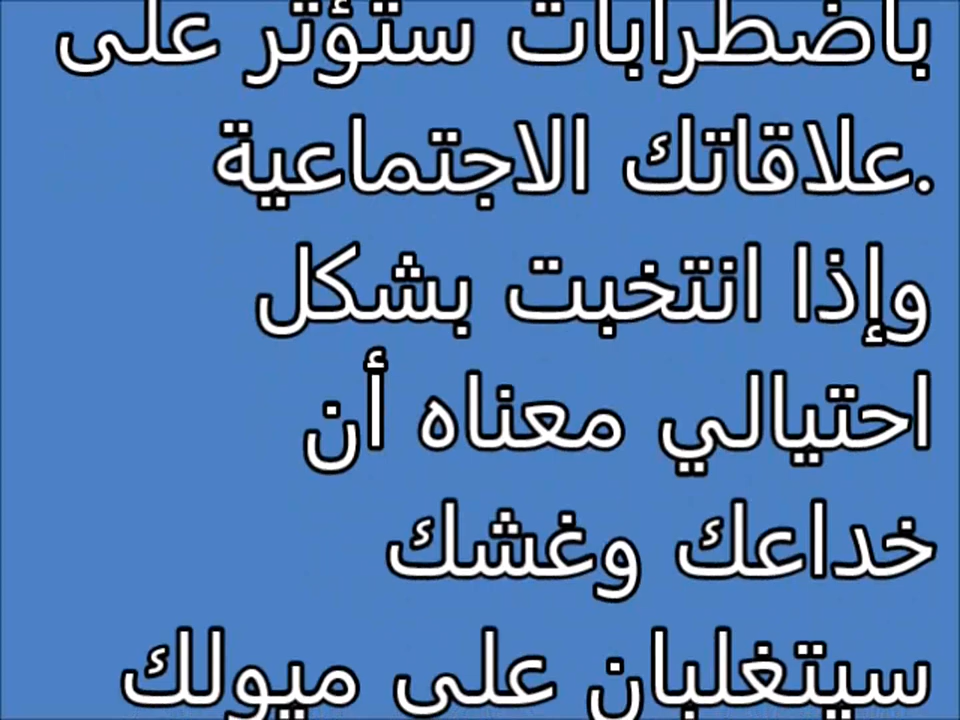 باضطرابات ستؤثر على
.علاقاتك الاجتماعية
وإذا انتخبت بشكل
احتيالي معناه أن
خداعك وغشك
سيتغلبان على ميولك